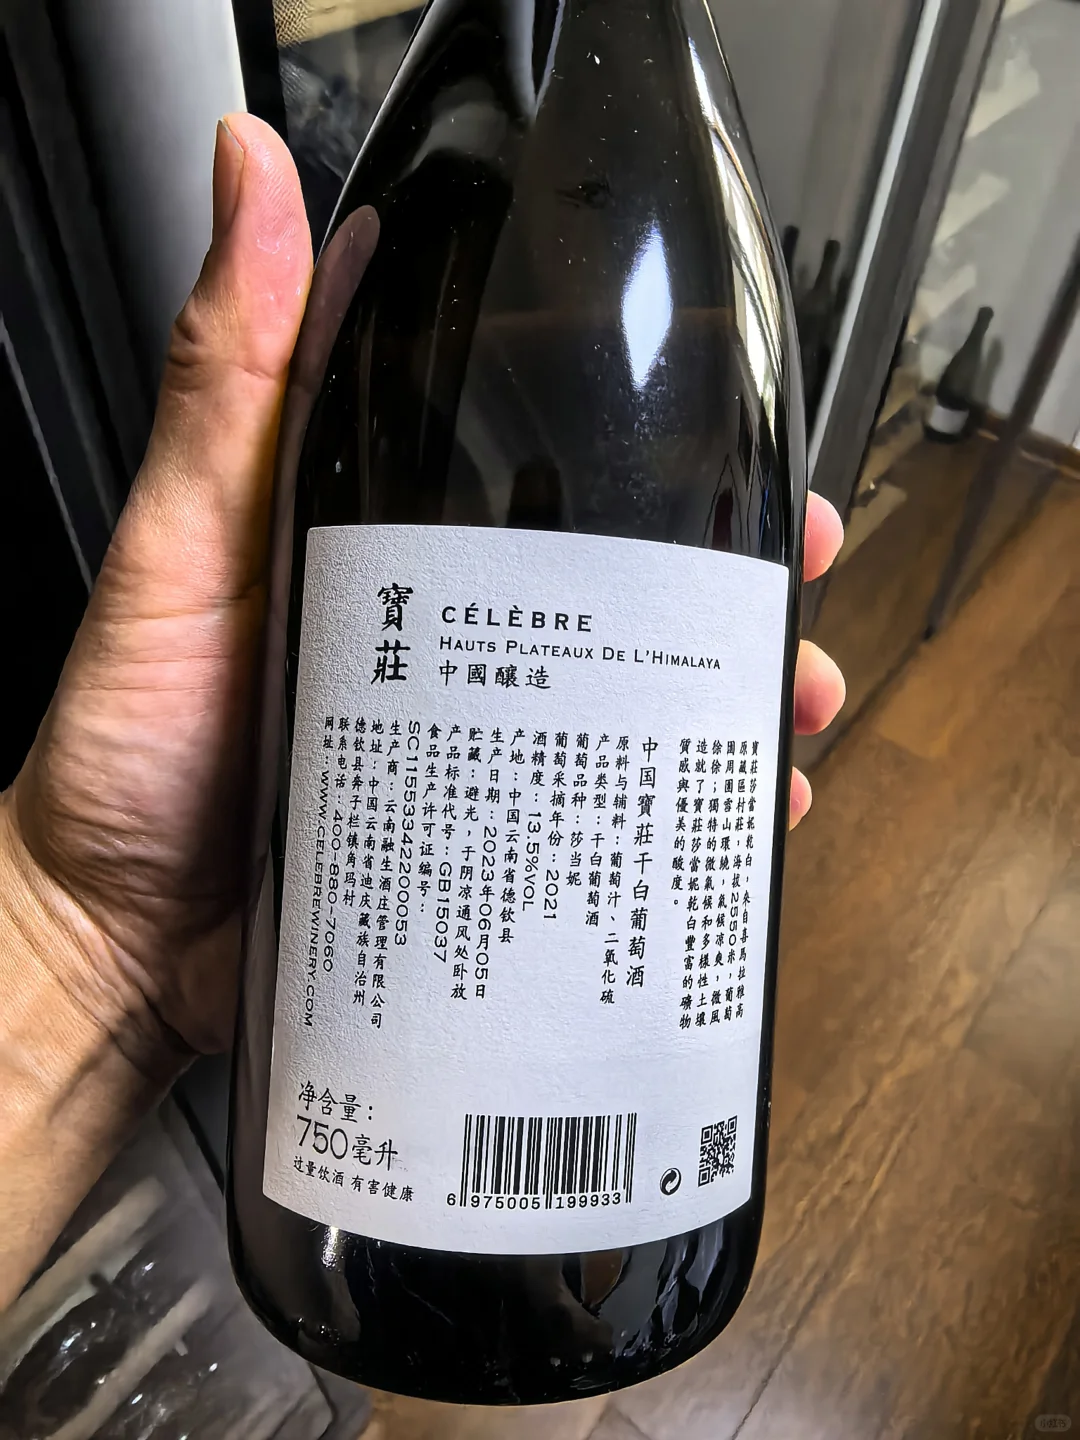 寶莊
CÉLÈBRE
HAUTS PLATEAUX DE L'HIMALAYA
中國釀造
寶莊莎當妮乾白，來自喜馬拉雅高
原藏區村莊，海拔2550米，葡萄
園周圍雪山環繞，氣候凉爽，微風
徐徐；獨特的微氣候和多樣性土壤
造就了寶莊莎當妮乾白豐富的礦物
質感與優美的酸度。
中国寶莊干白葡萄酒
原料与辅料：葡萄汁、二氧化硫
产品类型：干白葡萄酒
葡萄品种：莎当妮
葡萄采摘年份：2021
酒精度：13.5%VOL
产地：中国云南省德钦县
生产日期：2023年06月05日
贮藏：避光，于阴凉通风处卧放
产品标准代号：GB15037
食品生产许可证编号：
SC11553342200053
生产商：云南融生酒庄管理有限公司
地址：中国云南省迪庆藏族自治州
德钦县奔子栏镇角玛村
联系电话：400-880-7060
网址：WWW.CELEBREWINERY.COM
净含量：
750毫升
过量饮酒 有害健康
6 975005 199933
小红书